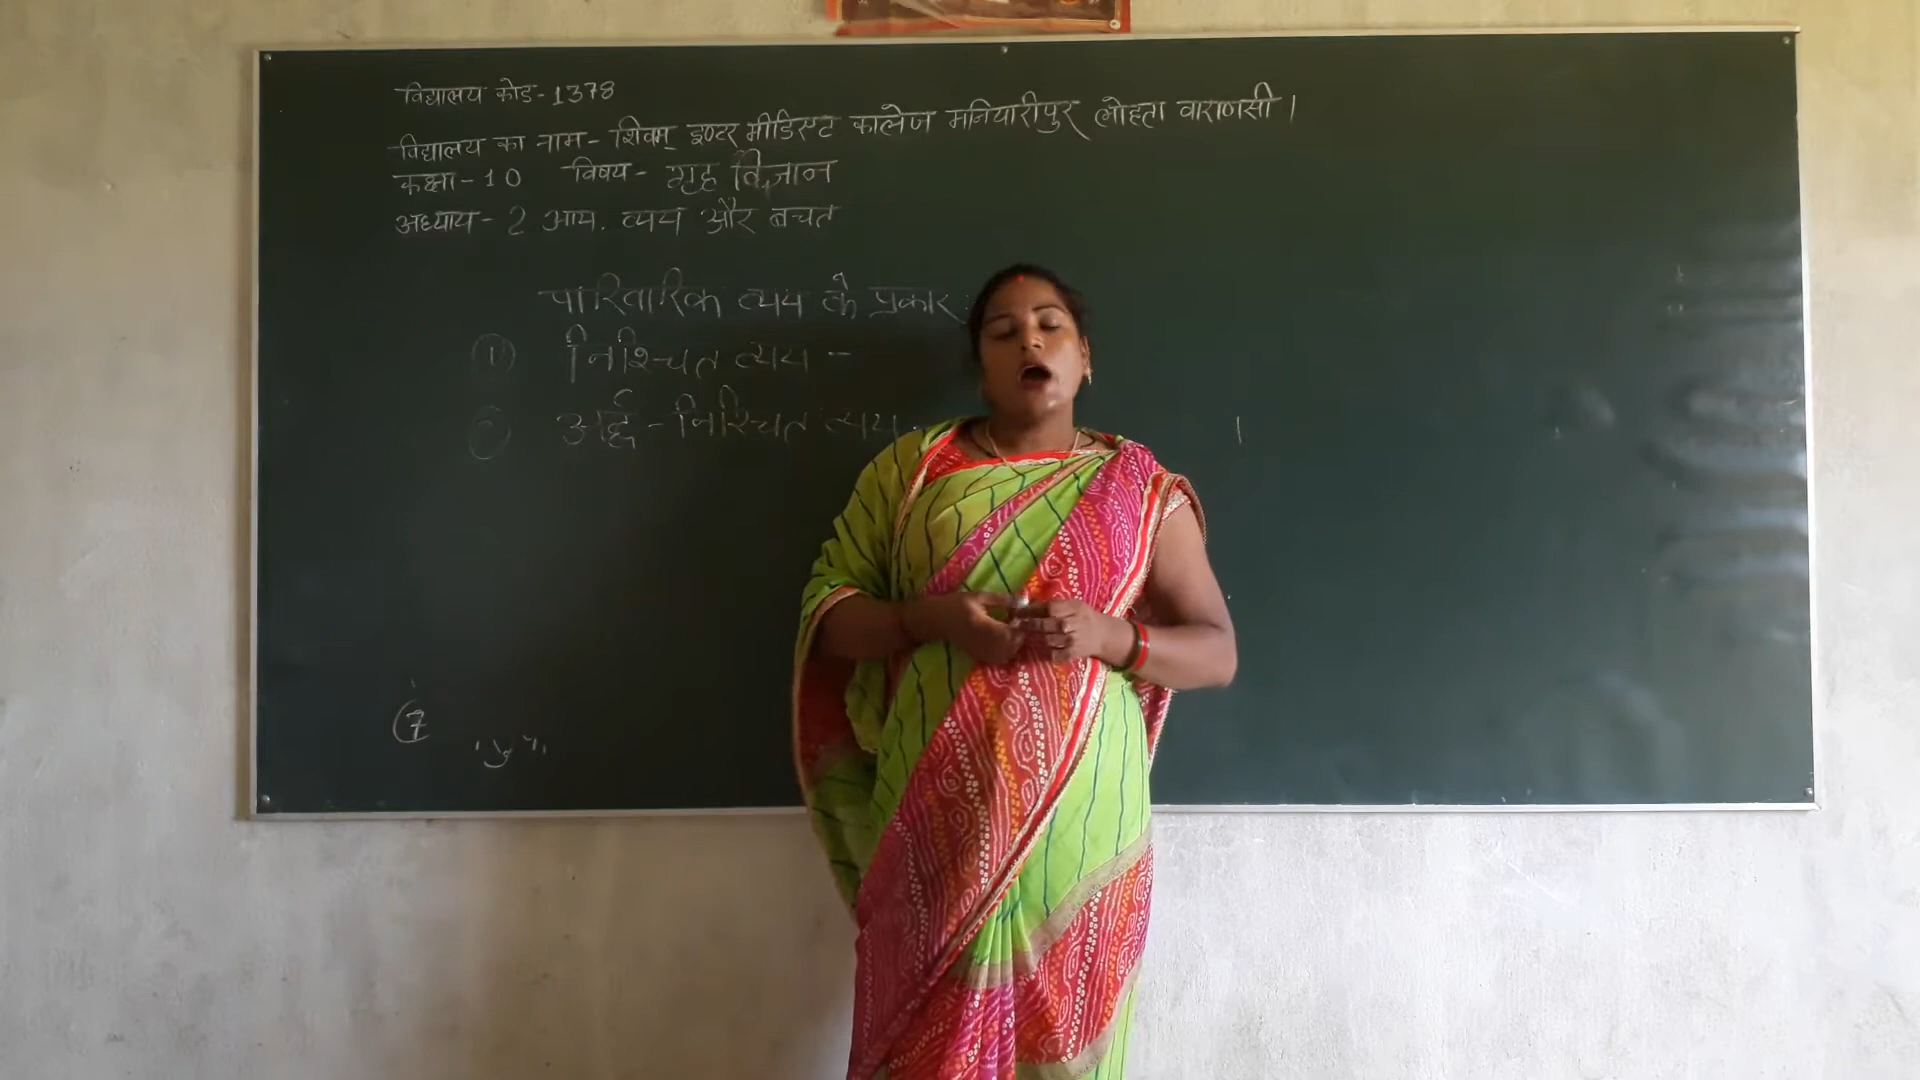 विद्यालय कोड-1378
विद्यालय का नाम- शिवम् इण्टर मीडिएट कालेज मनियारीपुर लोहता वाराणसी।
कक्षा-10 विषय- गृह विज्ञान
अध्याय-2 आय. व्यय और बचत
पारिवारिक व्यय के प्रकार:
① निश्चित व्यय -
अर्द्ध-निश्चित व्यय
⑦